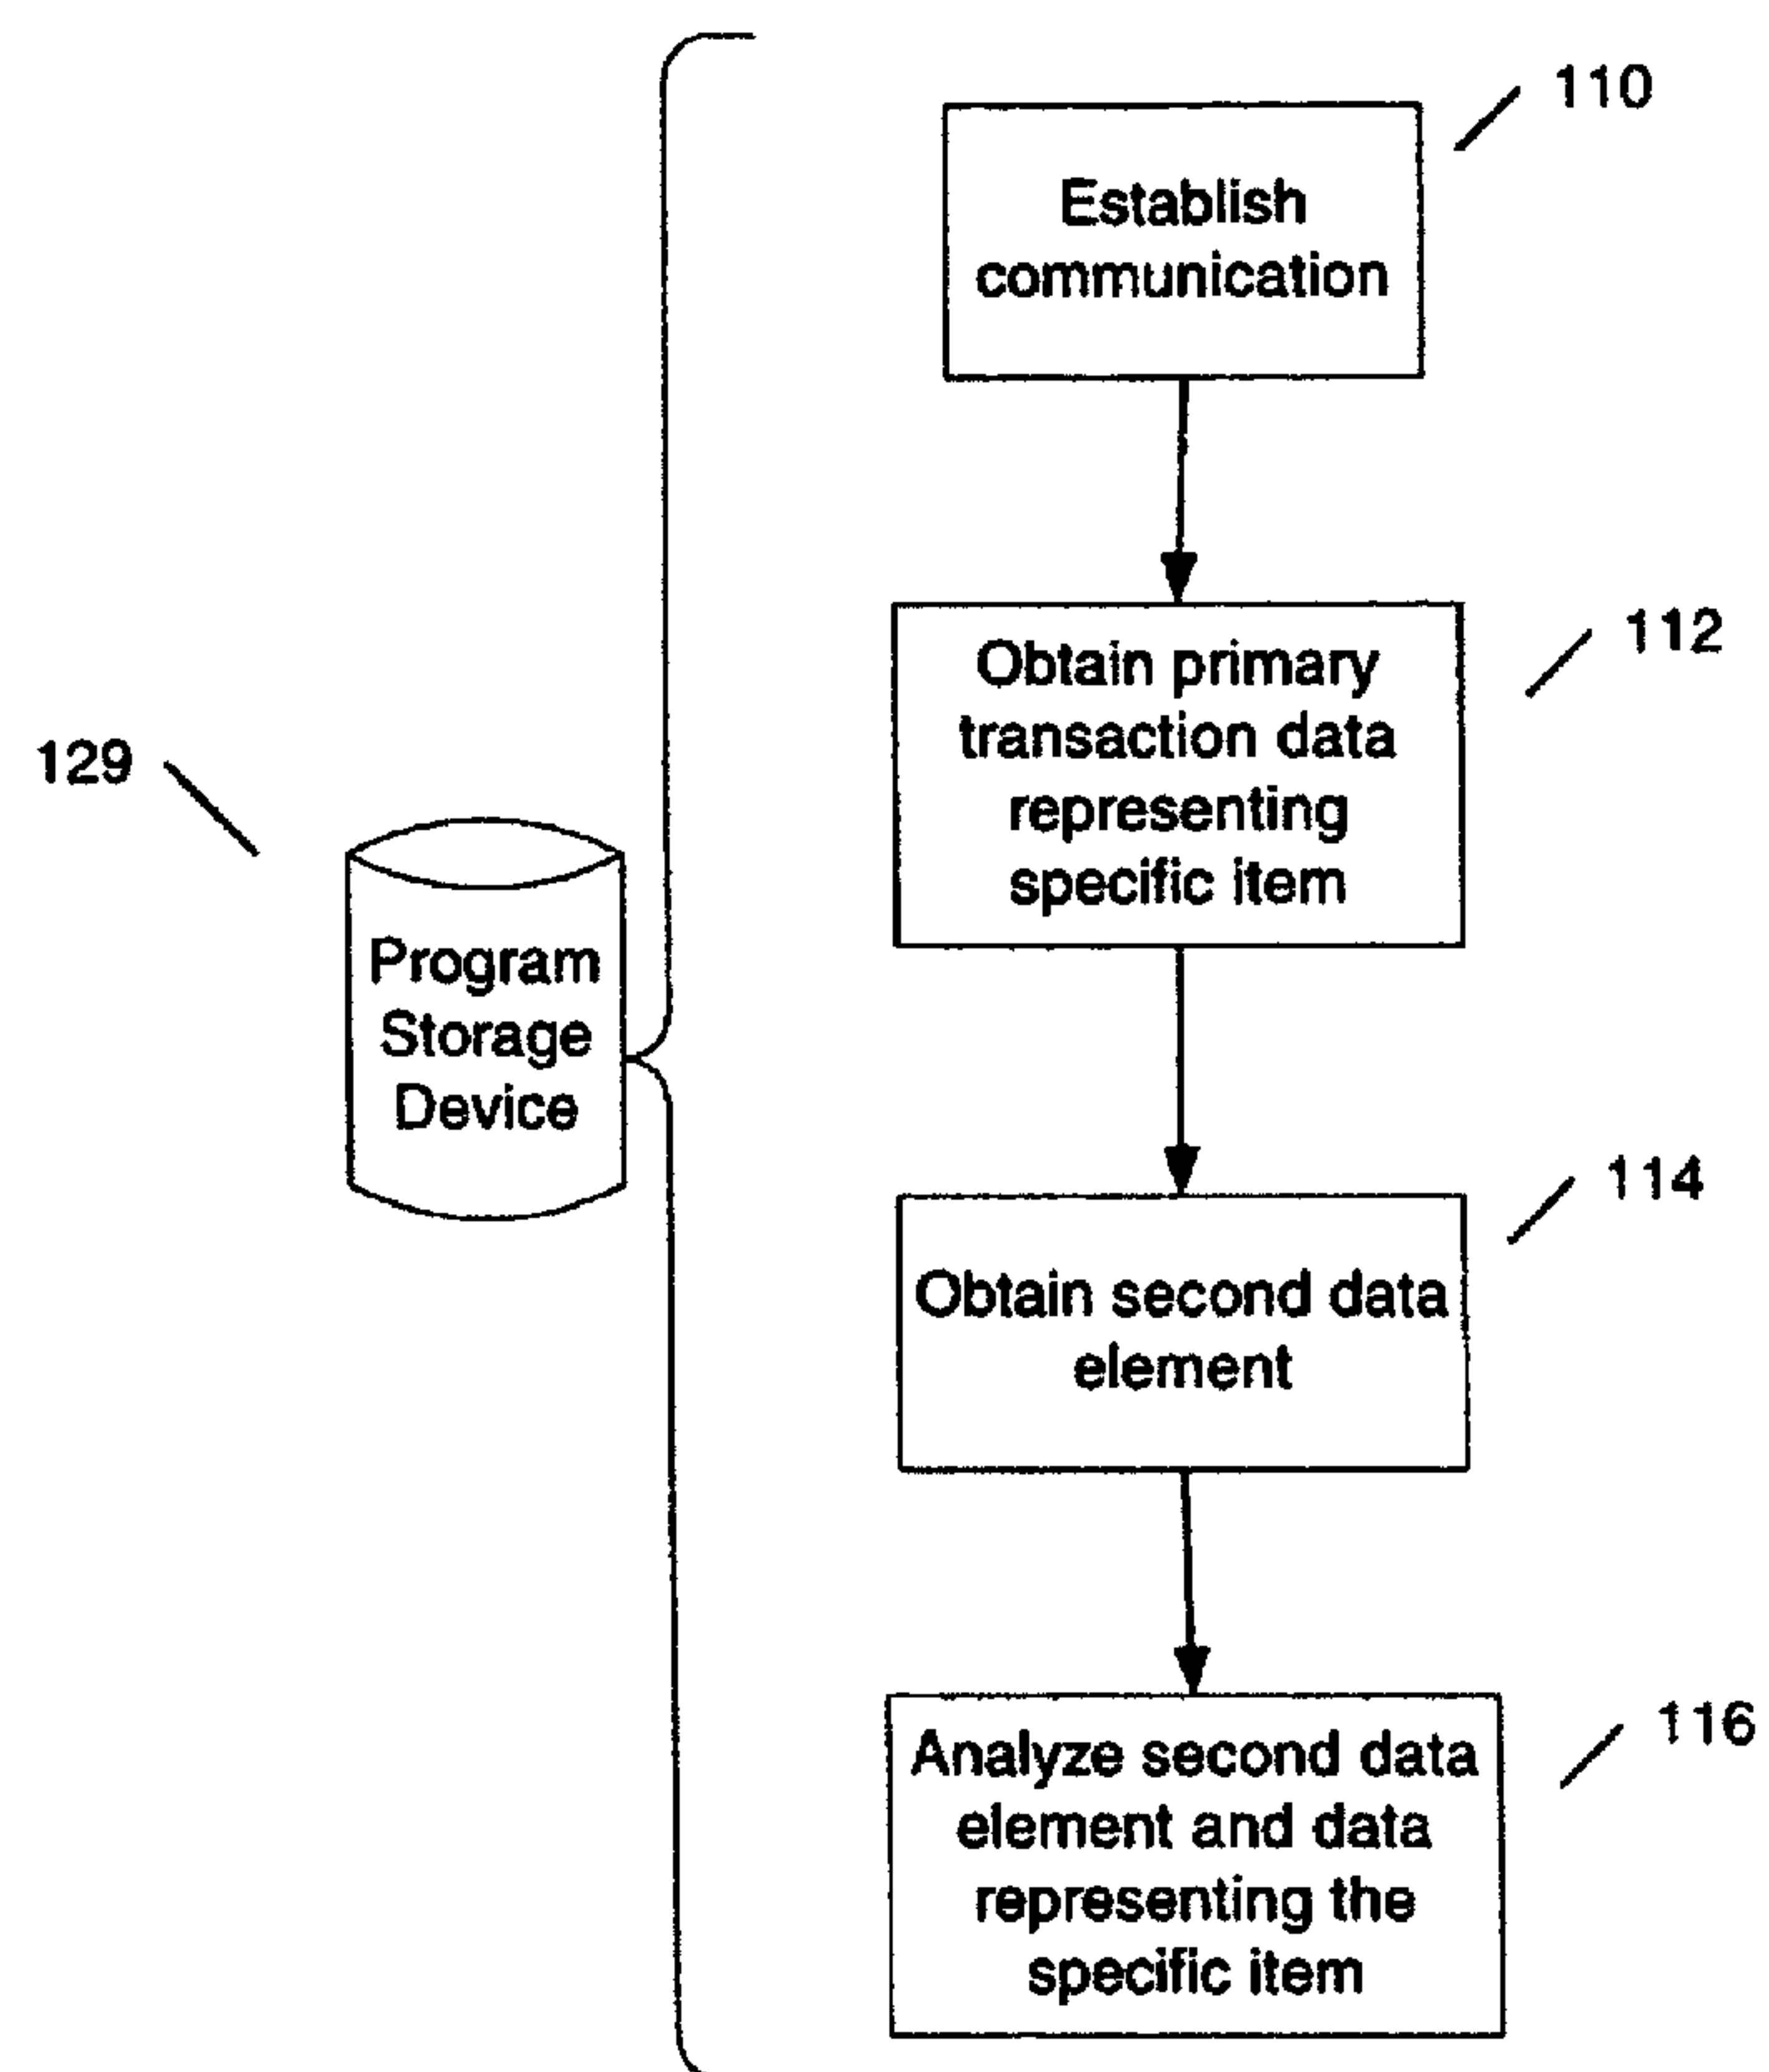 110
Establish
communication
112
Obtain primary
transaction data
representing
specific item
129
Program
Storage
Device
114
Obtain second data
element
116
Analyze second data
element and data
representing the
specific item